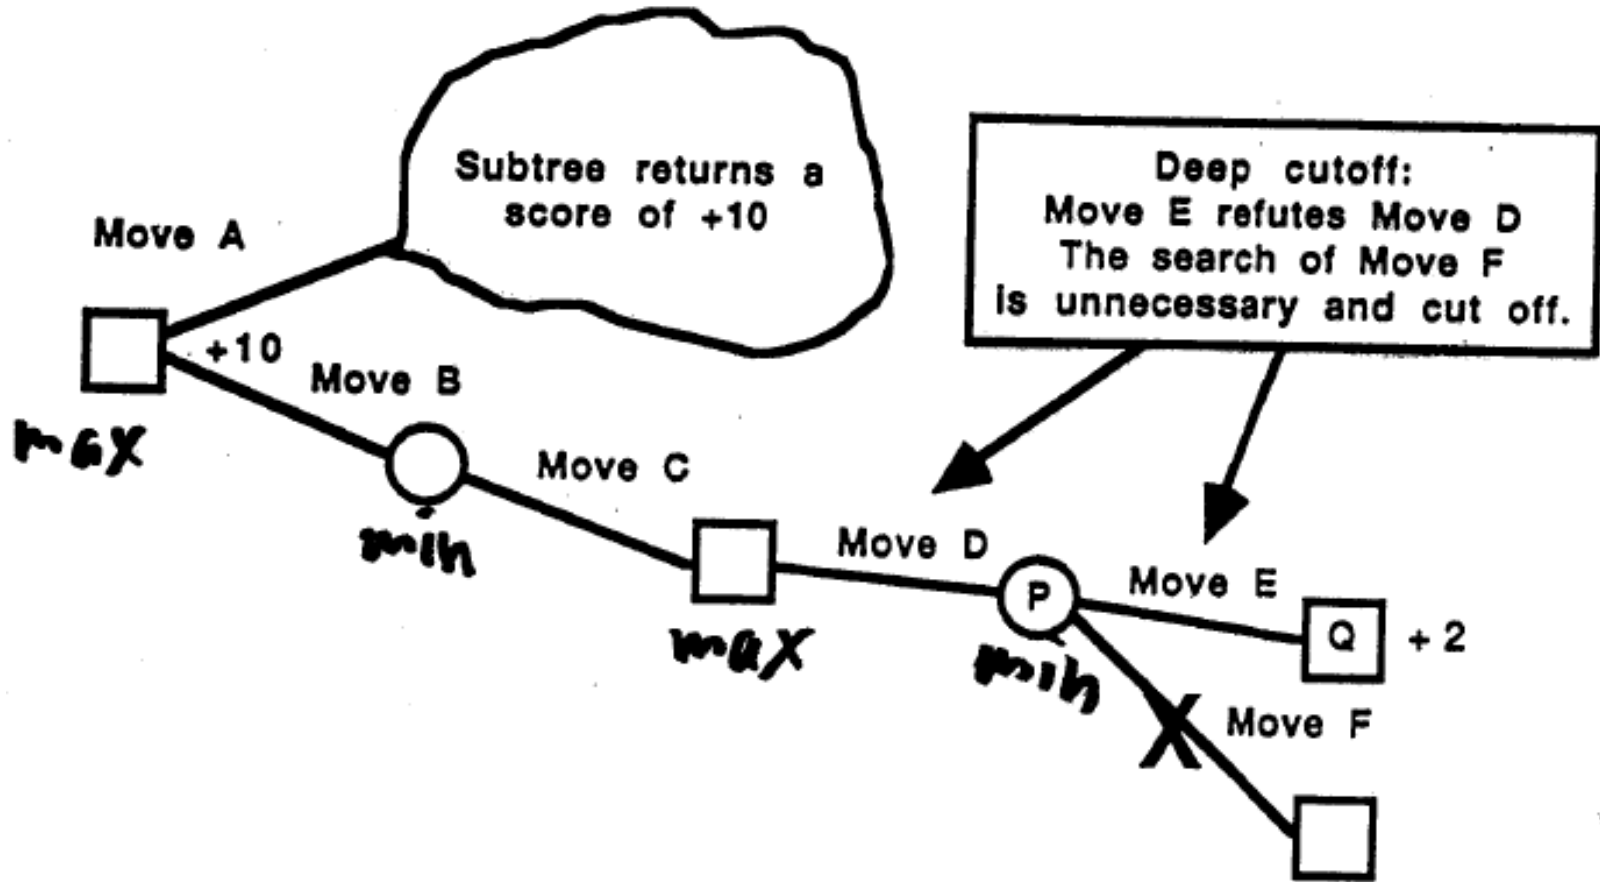 Subtree returns a
score of +10
Deep cutoff:
Move E refutes Move D
The search of Move F
is unnecessary and cut off.
Move A
+10
Move B
max
Move C
min
Move D
max
P
min
Move E
Q
+2
X
Move F